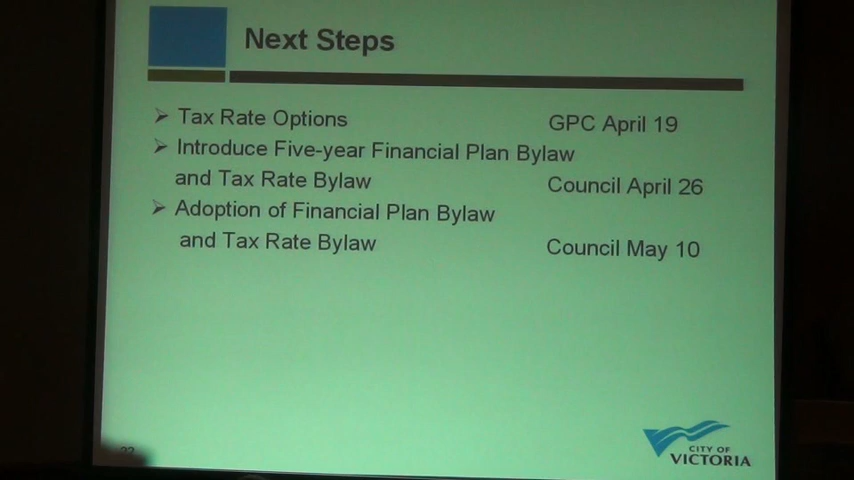 Next Steps
Tax Rate Options GPC April 19
Introduce Five-year Financial Plan Bylaw
and Tax Rate Bylaw Council April 26
Adoption of Financial Plan Bylaw
and Tax Rate Bylaw Council May 10
CITY OF
VICTORIA